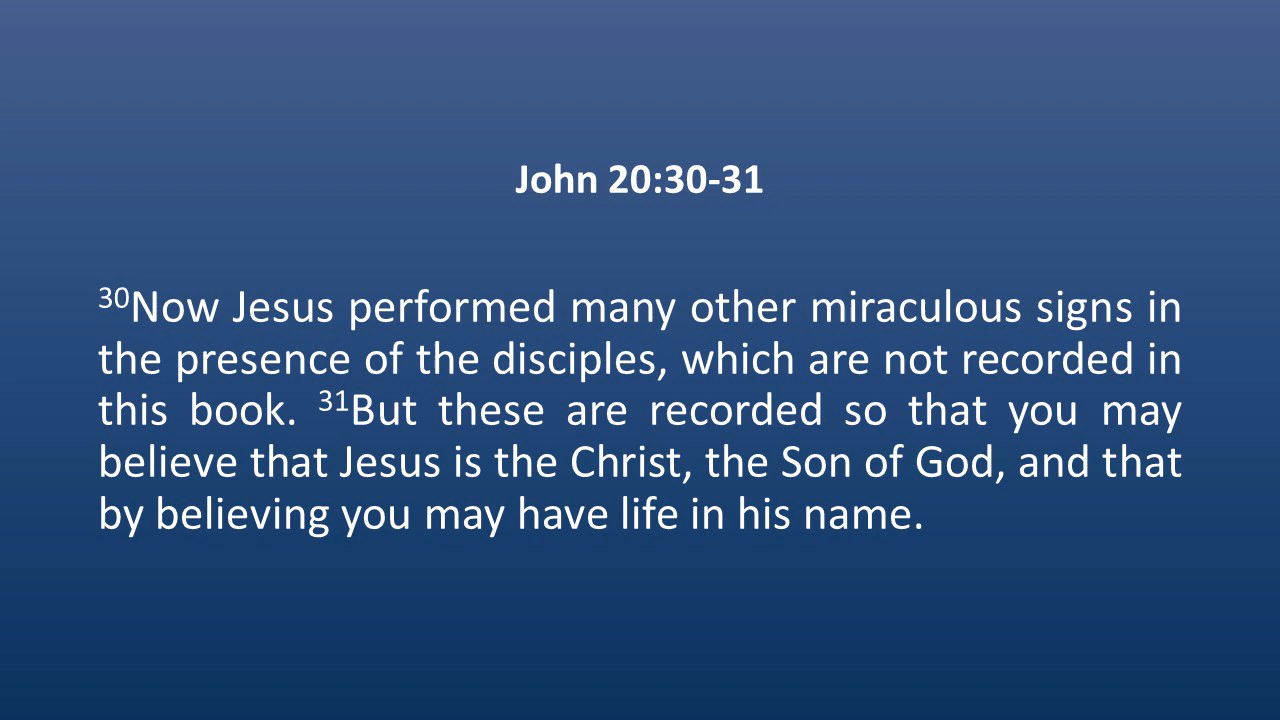 John 20:30-31
³⁰Now Jesus performed many other miraculous signs in
the presence of the disciples, which are not recorded in
this book. ³¹But these are recorded so that you may
believe that Jesus is the Christ, the Son of God, and that
by believing you may have life in his name.